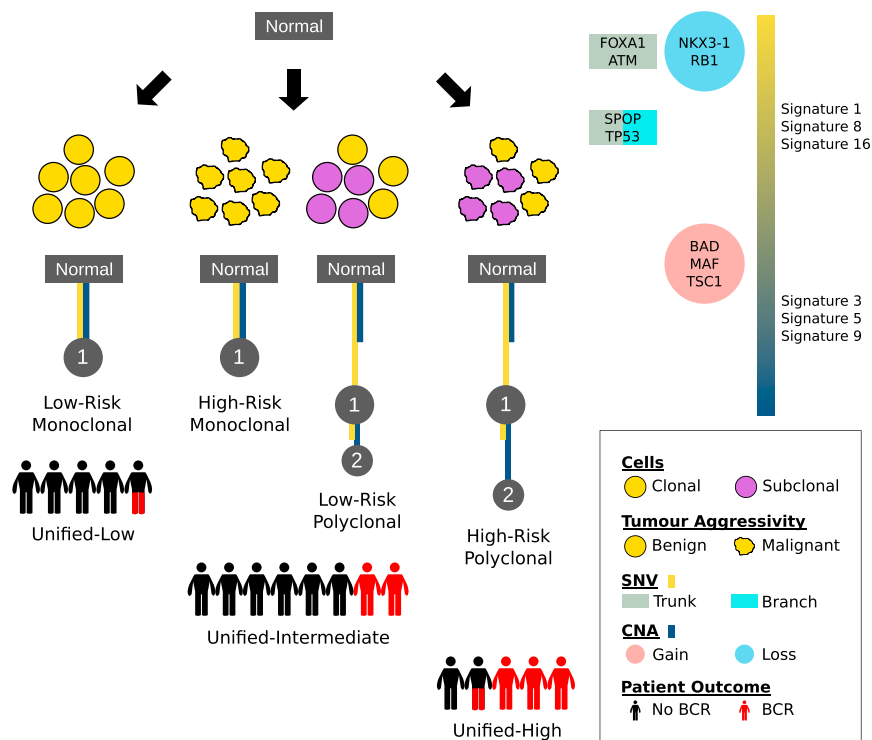 Normal
FOXA1
ATM
NKX3-1
RB1
SPOP
TP53
Signature 1
Signature 8
Signature 16
BAD
MAF
TSC1
Signature 3
Signature 5
Signature 9
Normal
Normal
Normal
Normal
1
1
1
1
2
2
Low-Risk
Monoclonal
High-Risk
Monoclonal
Low-Risk
Polyclonal
High-Risk
Polyclonal
Unified-Low
Unified-Intermediate
Unified-High
Cells
Clonal
Subclonal
Tumour Aggressivity
Benign
Malignant
SNV
Trunk
Branch
CNA
Gain
Loss
Patient Outcome
No BCR
BCR